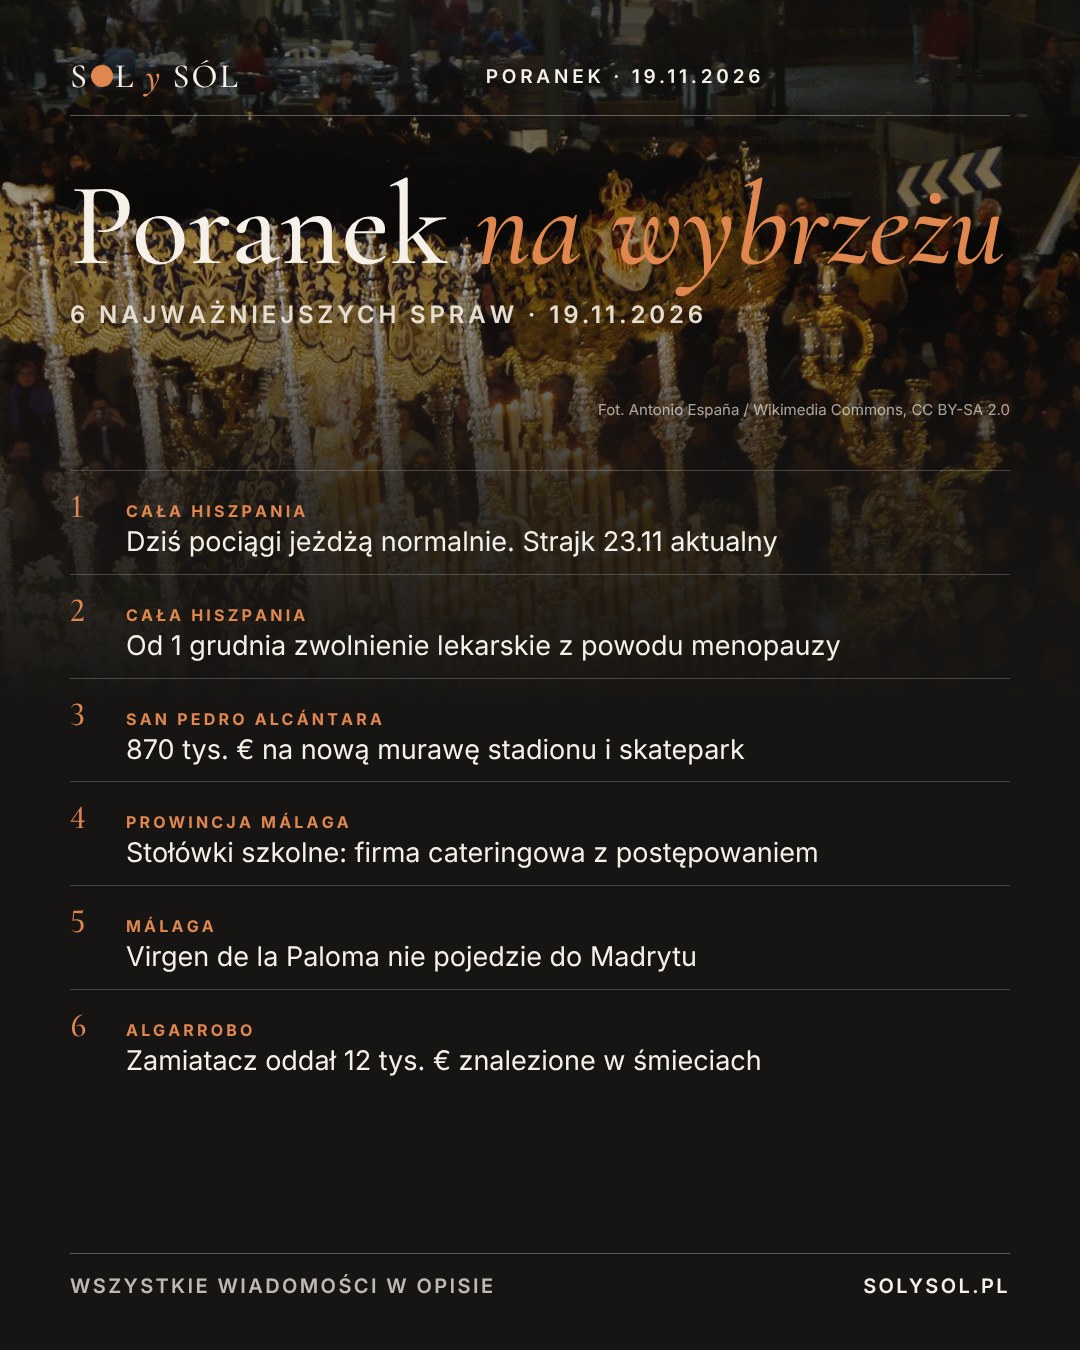 SOL y SÓL
PORANEK · 19.11.2026
Poranek na wybrzeżu
6 NAJWAŻNIEJSZYCH SPRAW · 19.11.2026
Fot. Antonio España / Wikimedia Commons, CC BY-SA 2.0
1 CAŁA HISZPANIA
Dziś pociągi jeżdżą normalnie. Strajk 23.11 aktualny
2 CAŁA HISZPANIA
Od 1 grudnia zwolnienie lekarskie z powodu menopauzy
3 SAN PEDRO ALCÁNTARA
870 tys. € na nową murawę stadionu i skatepark
4 PROWINCJA MÁLAGA
Stołówki szkolne: firma cateringowa z postępowaniem
5 MÁLAGA
Virgen de la Paloma nie pojedzie do Madrytu
6 ALGARROBO
Zamiatacz oddał 12 tys. € znalezione w śmieciach
WSZYSTKIE WIADOMOŚCI W OPISIE
SOLYSOL.PL